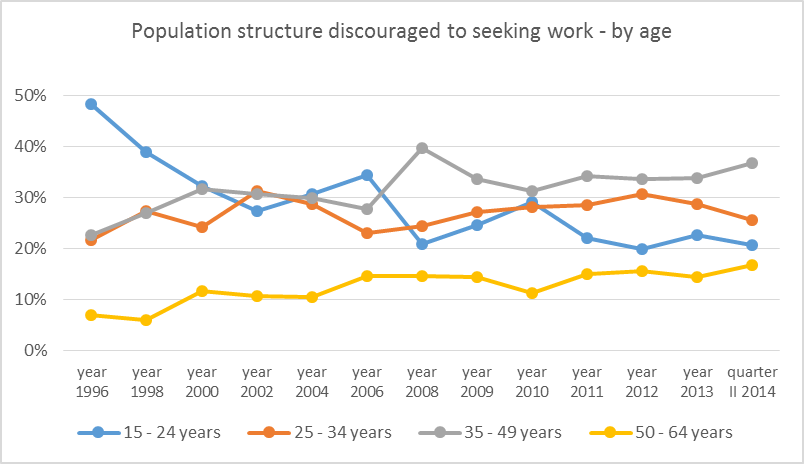 Population structure discouraged to seeking work - by age
50%
40%
30%
20%
10%
0%
year 1996
year 1998
year 2000
year 2002
year 2004
year 2006
year 2008
year 2009
year 2010
year 2011
year 2012
year 2013
quarter II 2014
15 - 24 years
25 - 34 years
35 - 49 years
50 - 64 years